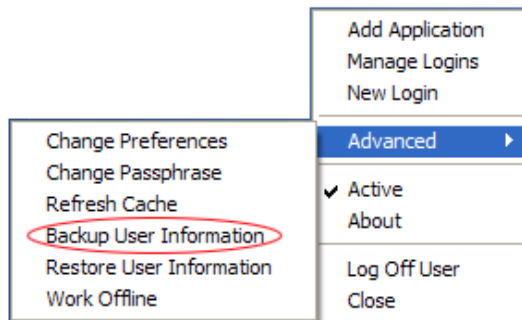 Add Application
Manage Logins
New Login
Advanced
Change Preferences
Change Passphrase
Refresh Cache
Backup User Information
Restore User Information
Work Offline
Active
About
Log Off User
Close